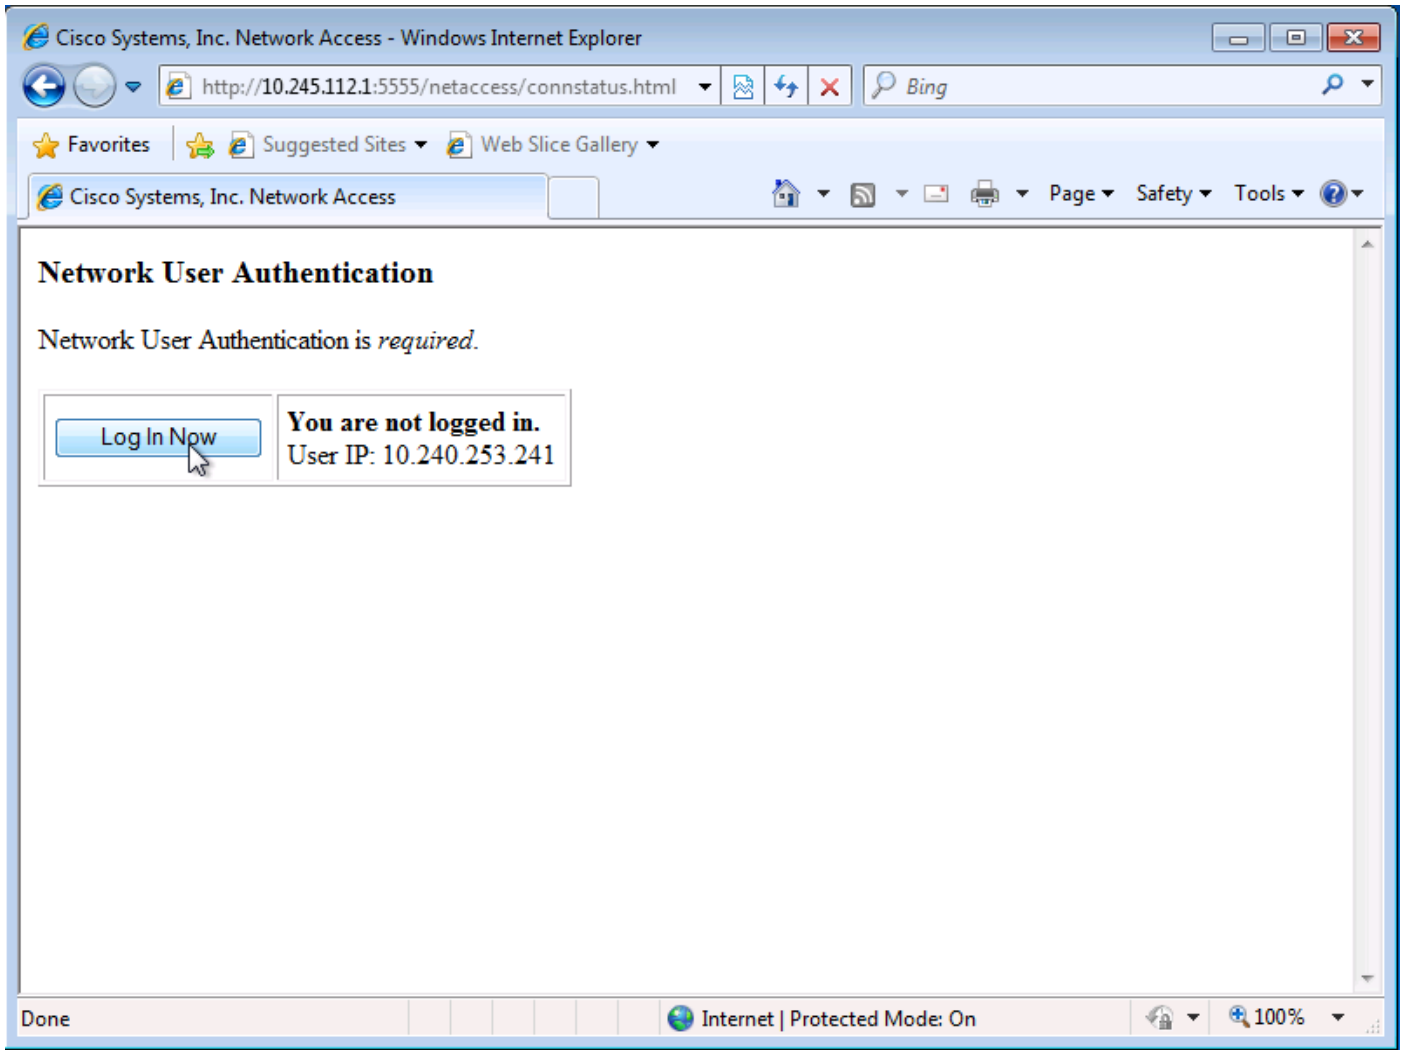 Cisco Systems, Inc. Network Access - Windows Internet Explorer
http://10.245.112.1:5555/netaccess/connstatus.html Bing
Favorites Suggested Sites Web Slice Gallery
Cisco Systems, Inc. Network Access Page Safety Tools
Network User Authentication
Network User Authentication is required.
Log In Now
You are not logged in.
User IP: 10.240.253.241
Done Internet | Protected Mode: On 100%